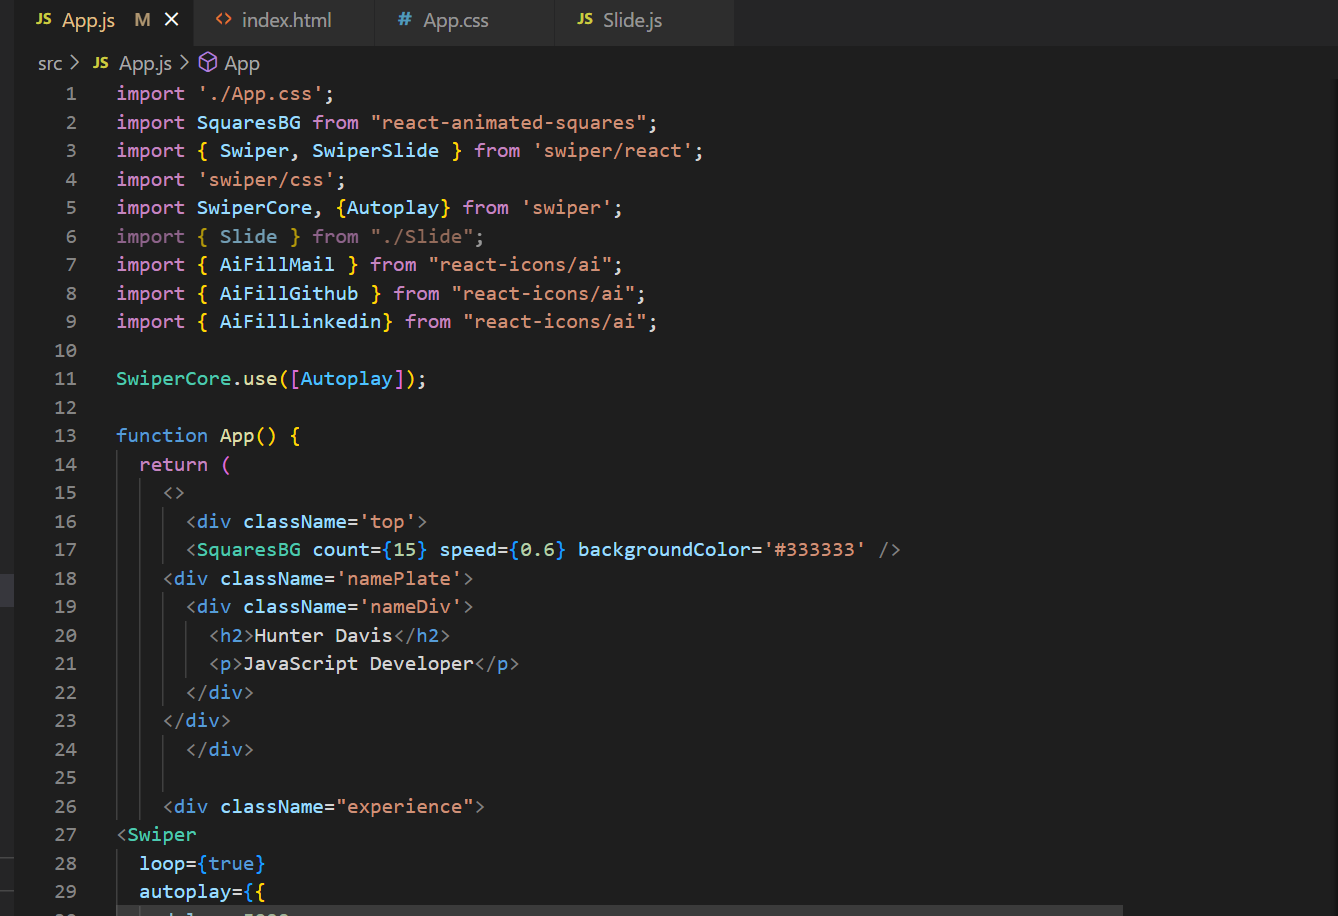 JS App.js M × <> index.html # App.css JS Slide.js
src > JS App.js > App
1 import './App.css';
2 import SquaresBG from "react-animated-squares";
3 import { Swiper, SwiperSlide } from 'swiper/react';
4 import 'swiper/css';
5 import SwiperCore, {Autoplay} from 'swiper';
6 import { Slide } from "./Slide";
7 import { AiFillMail } from "react-icons/ai";
8 import { AiFillGithub } from "react-icons/ai";
9 import { AiFillLinkedin} from "react-icons/ai";
10
11 SwiperCore.use([Autoplay]);
12
13 function App() {
14   return (
15     <>
16       <div className='top'>
17       <SquaresBG count={15} speed={0.6} backgroundColor='#333333' />
18     <div className='namePlate'>
19       <div className='nameDiv'>
20         <h2>Hunter Davis</h2>
21         <p>JavaScript Developer</p>
22       </div>
23     </div>
24       </div>
25
26     <div className="experience">
27 <Swiper
28   loop={true}
29   autoplay={{